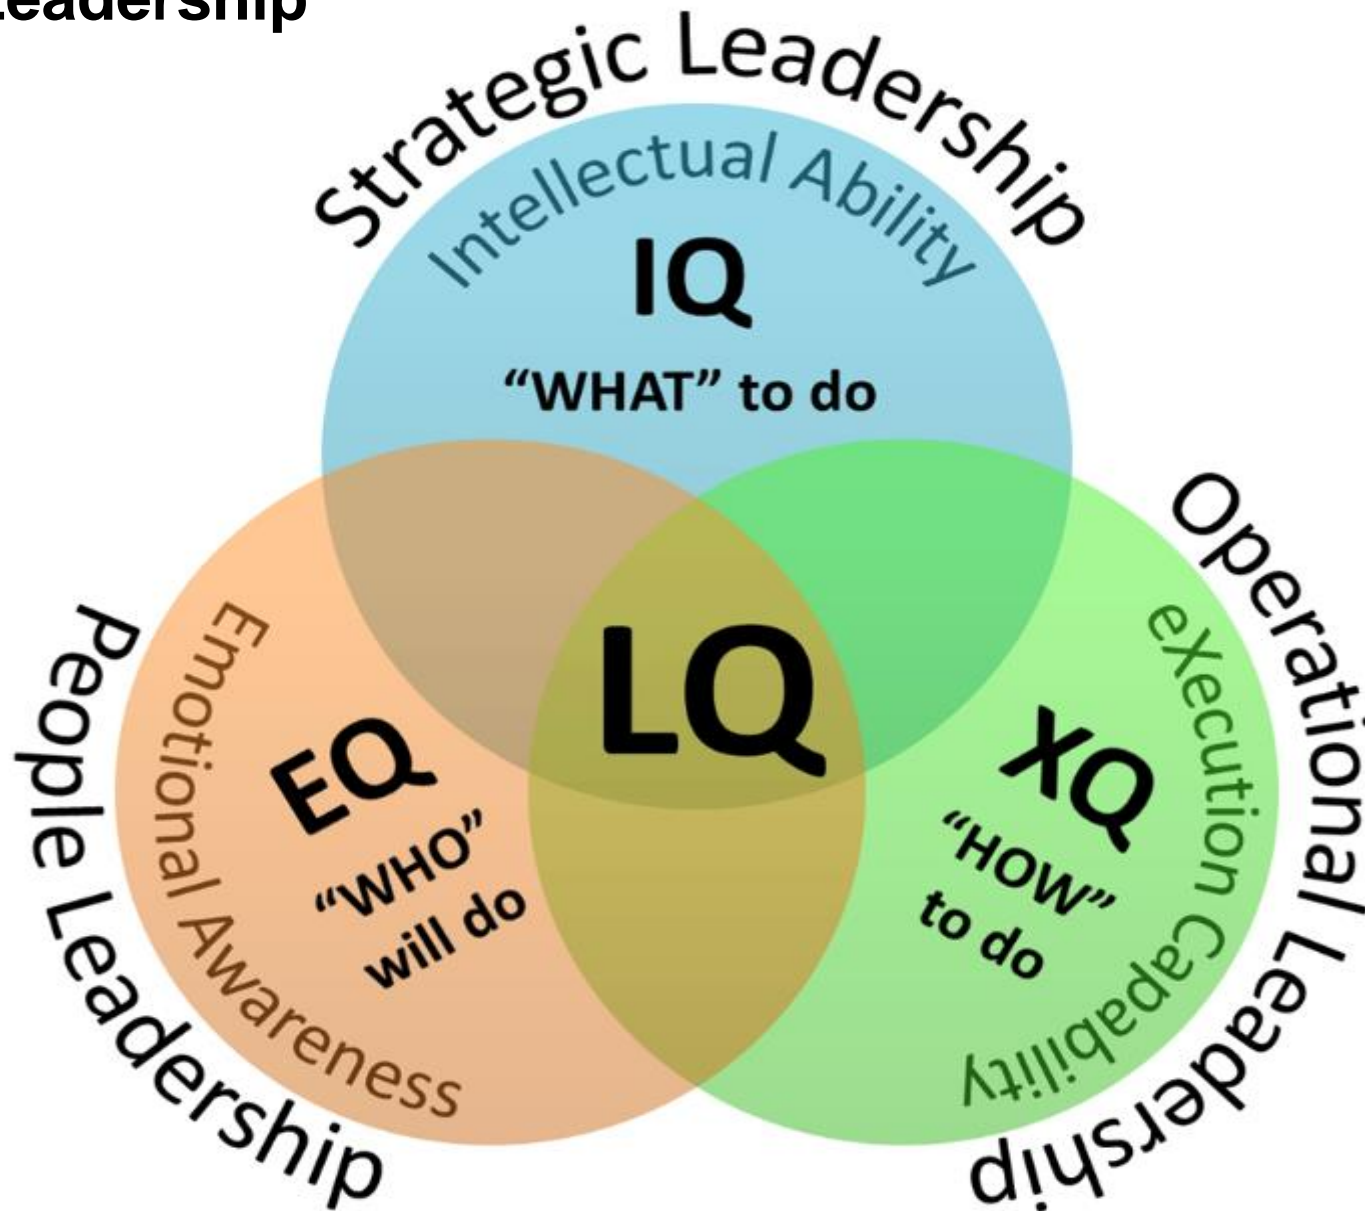 Leadership
Strategic Leadership
Intellectual Ability
IQ
“WHAT” to do
LQ
People Leadership
Emotional Awareness
EQ
“WHO”
will do
Operational Leadership
eXecution Capability
XQ
“HOW”
to do